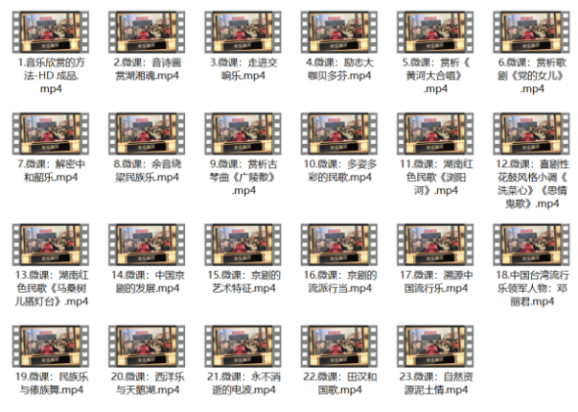 1.音乐欣赏的方
法-HD 成品.
mp4
2.微课：音诗画
赏湖湘魂.mp4
3.微课：走进交
响乐.mp4
4.微课：励志大
咖贝多芬.mp4
5.微课：赏析《
黄河大合唱》
.mp4
6.微课：赏析歌
剧《党的女儿》
.mp4
7.微课：解密中
和韶乐.mp4
8.微课：余音绕
梁民族乐.mp4
9.微课：赏析古
琴曲《广陵散》
.mp4
10.微课：多姿多
彩的民歌.mp4
11.微课：湖南红
色民歌《浏阳
河》.mp4
12.微课：喜剧性
花鼓风格小调《
洗菜心》《思情
鬼歌》.mp4
13.微课：湖南红
色民歌《马桑树
儿搭灯台》.mp4
14.微课：中国京
剧的发展.mp4
15.微课：京剧的
艺术特征.mp4
16.微课：京剧的
流派行当.mp4
17.微课：溯源中
国流行乐.mp4
18.中国台湾流行
乐领军人物：邓
丽君.mp4
19.微课：民族乐
与傣族舞.mp4
20.微课：西洋乐
与天鹅湖.mp4
21.微课：永不消
逝的电波.mp4
22.微课：田汉和
国歌.mp4
23.微课：自然资
源泥土情.mp4